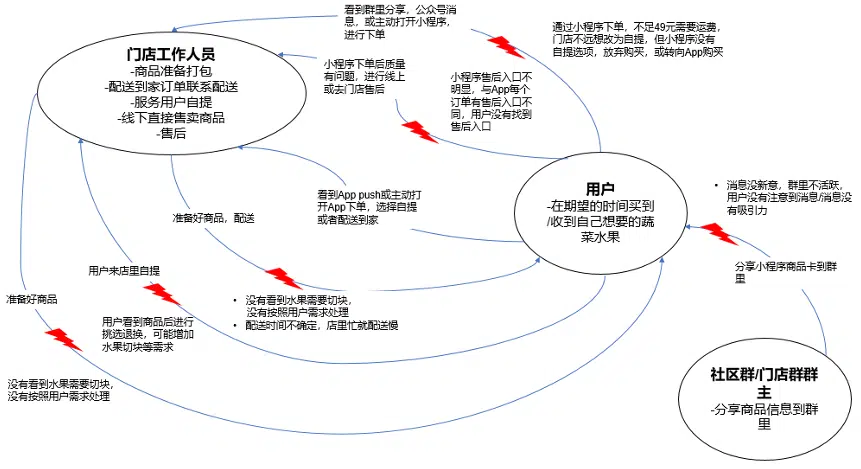 看到群里分享，公众号消
息，或主动打开小程序，
进行下单
通过小程序下单，不足49元需要运费，
门店不远想改为自提，但小程序没有
自提选项，放弃购买，或转向App购买
门店工作人员
-商品准备打包
-配送到家订单联系配送
-服务用户自提
-线下直接售卖商品
-售后
小程序下单后质量
有问题，进行线上
或去门店售后
小程序售后入口不
明显，与App每个
订单有售后入口不
同，用户没有找到
售后入口
用户
-在期望的时间买到
/收到自己想要的蔬
菜水果
• 消息没新意，群里不活跃，
用户没有注意到消息/消息没
有吸引力
看到App push或主动打
开App下单，选择自提
或者配送到家
准备好商品，配送
用户来店里自提
分享小程序商品卡到群
里
准备好商品
• 没有看到水果需要切块，
没有按照用户需求处理
• 配送时间不确定，店里忙就配送慢
用户看到商品后进行
挑选退换，可能增加
水果切块等需求
没有看到水果需要切块，
没有按照用户需求处理
社区群/门店群群
主
-分享商品信息到群
里